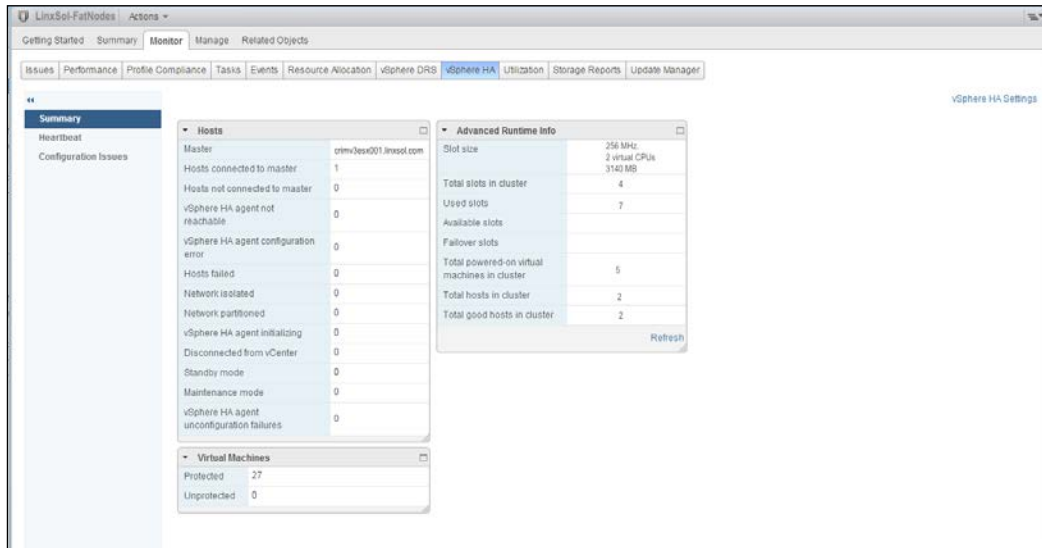 LinxSol-FatNodes Actions
Getting Started Summary Monitor Manage Related Objects
Issues Performance Profile Compliance Tasks Events Resource Allocation vSphere DRS vSphere HA Utilization Storage Reports Update Manager
vSphere HA Settings
Summary
Heartbeat
Configuration Issues
Hosts
Master crimv3esx001.linxsol.com
Hosts connected to master 1
Hosts not connected to master 0
vSphere HA agent not
reachable 0
vSphere HA agent configuration
error 0
Hosts failed 0
Network isolated 0
Network partitioned 0
vSphere HA agent initializing 0
Disconnected from vCenter 0
Standby mode 0
Maintenance mode 0
vSphere HA agent
unconfiguration failures 0
Virtual Machines
Protected 27
Unprotected 0
Advanced Runtime Info
Slot size 256 MHz
2 virtual CPUs
3140 MB
Total slots in cluster 4
Used slots 7
Available slots
Failover slots
Total powered-on virtual
machines in cluster 5
Total hosts in cluster 2
Total good hosts in cluster 2
Refresh